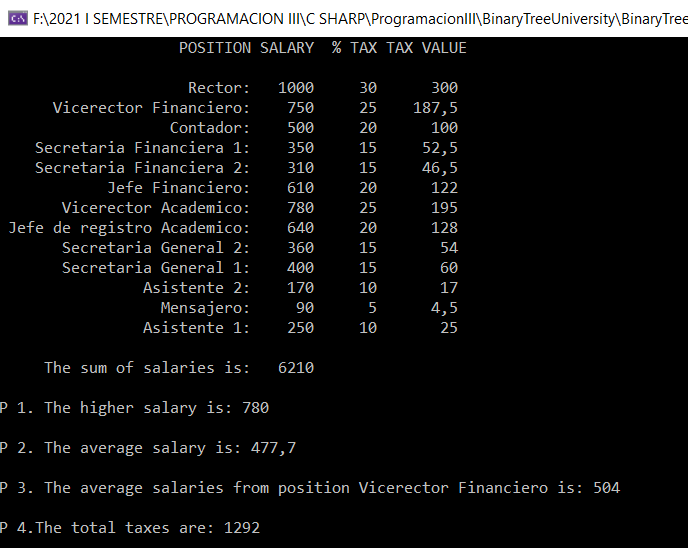 F:\2021 I SEMESTRE\PROGRAMACION III\C SHARP\ProgramacionIII\BinaryTreeUniversity\BinaryTree
POSITION SALARY % TAX TAX VALUE
Rector: 1000 30 300
Vicerector Financiero: 750 25 187,5
Contador: 500 20 100
Secretaria Financiera 1: 350 15 52,5
Secretaria Financiera 2: 310 15 46,5
Jefe Financiero: 610 20 122
Vicerector Academico: 780 25 195
Jefe de registro Academico: 640 20 128
Secretaria General 2: 360 15 54
Secretaria General 1: 400 15 60
Asistente 2: 170 10 17
Mensajero: 90 5 4,5
Asistente 1: 250 10 25
The sum of salaries is: 6210
P 1. The higher salary is: 780
P 2. The average salary is: 477,7
P 3. The average salaries from position Vicerector Financiero is: 504
P 4.The total taxes are: 1292